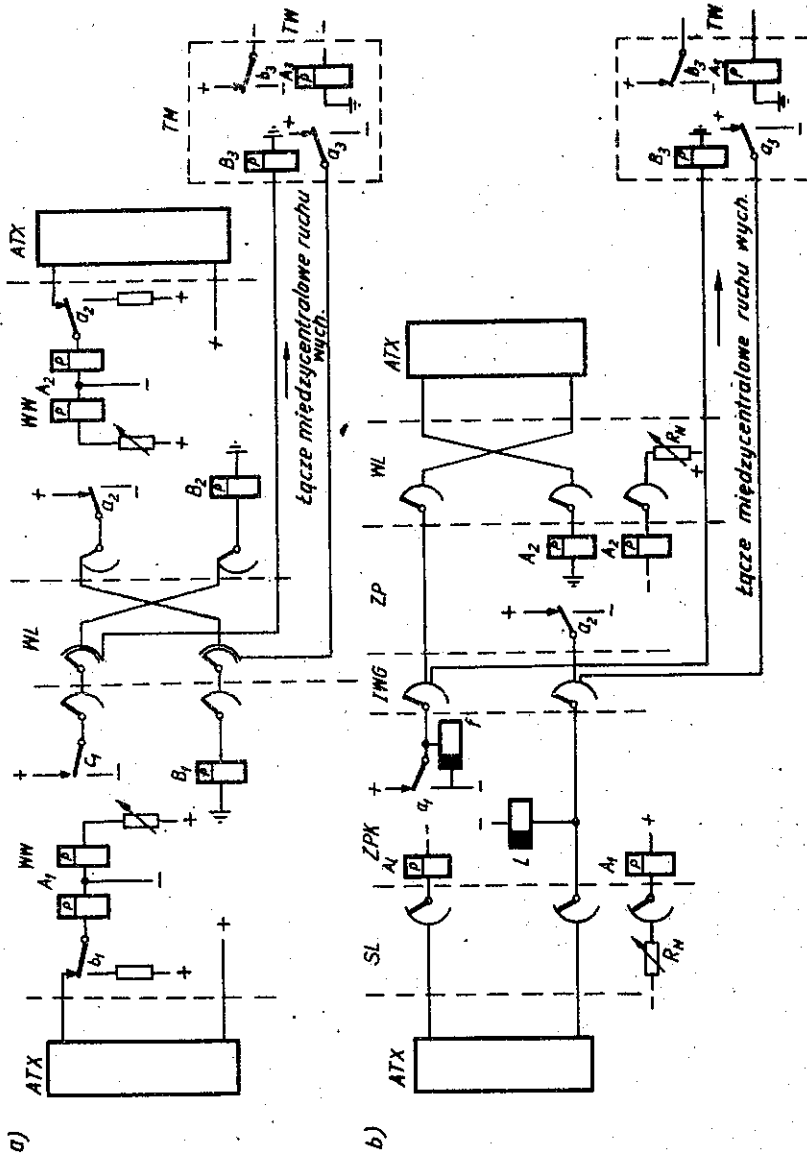 a)
ATX
b₁
A₁
P
P
WW
+
+
+
C₁
+
B₁
P
WL
a₂
+
B₂
P
WW
A₂
P
P
a₂
+
+
+
ATX
Łącze międzycentralowe ruchu
wych.
TM
B₃
P
a₃
+
b₃
+
A₃
P
TW
b)
ATX
SL
A₁
P
A₁
P
R_N
+
ZPK
L
a₁
+
f
IWG
ZP
a₂
+
A₂
P
A₂
P
WL
R_N
+
ATX
Łącze międzycentralowe ruchu wych.
B₃
P
a₃
+
b₃
+
A₃
P
TW